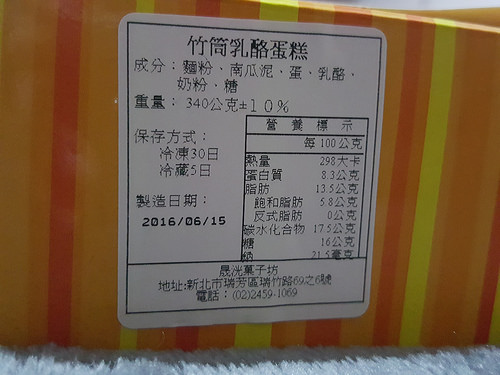 竹筒乳酪蛋糕
成分：麵粉、南瓜泥、蛋、乳酪、
奶粉、糖
重量： 340公克±10%
保存方式：
冷凍30日
冷藏5日
製造日期：
2016/06/15
營養標示
每 100公克
熱量 298大卡
蛋白質 8.3公克
脂肪 13.5公克
飽和脂肪 5.8公克
反式脂肪 0公克
碳水化合物 17.5公克
糖 16公克
鈉 21.5毫克
晟洸菓子坊
地址:新北市瑞芳區瑞竹路69之6號
電話：(02)2459-1069